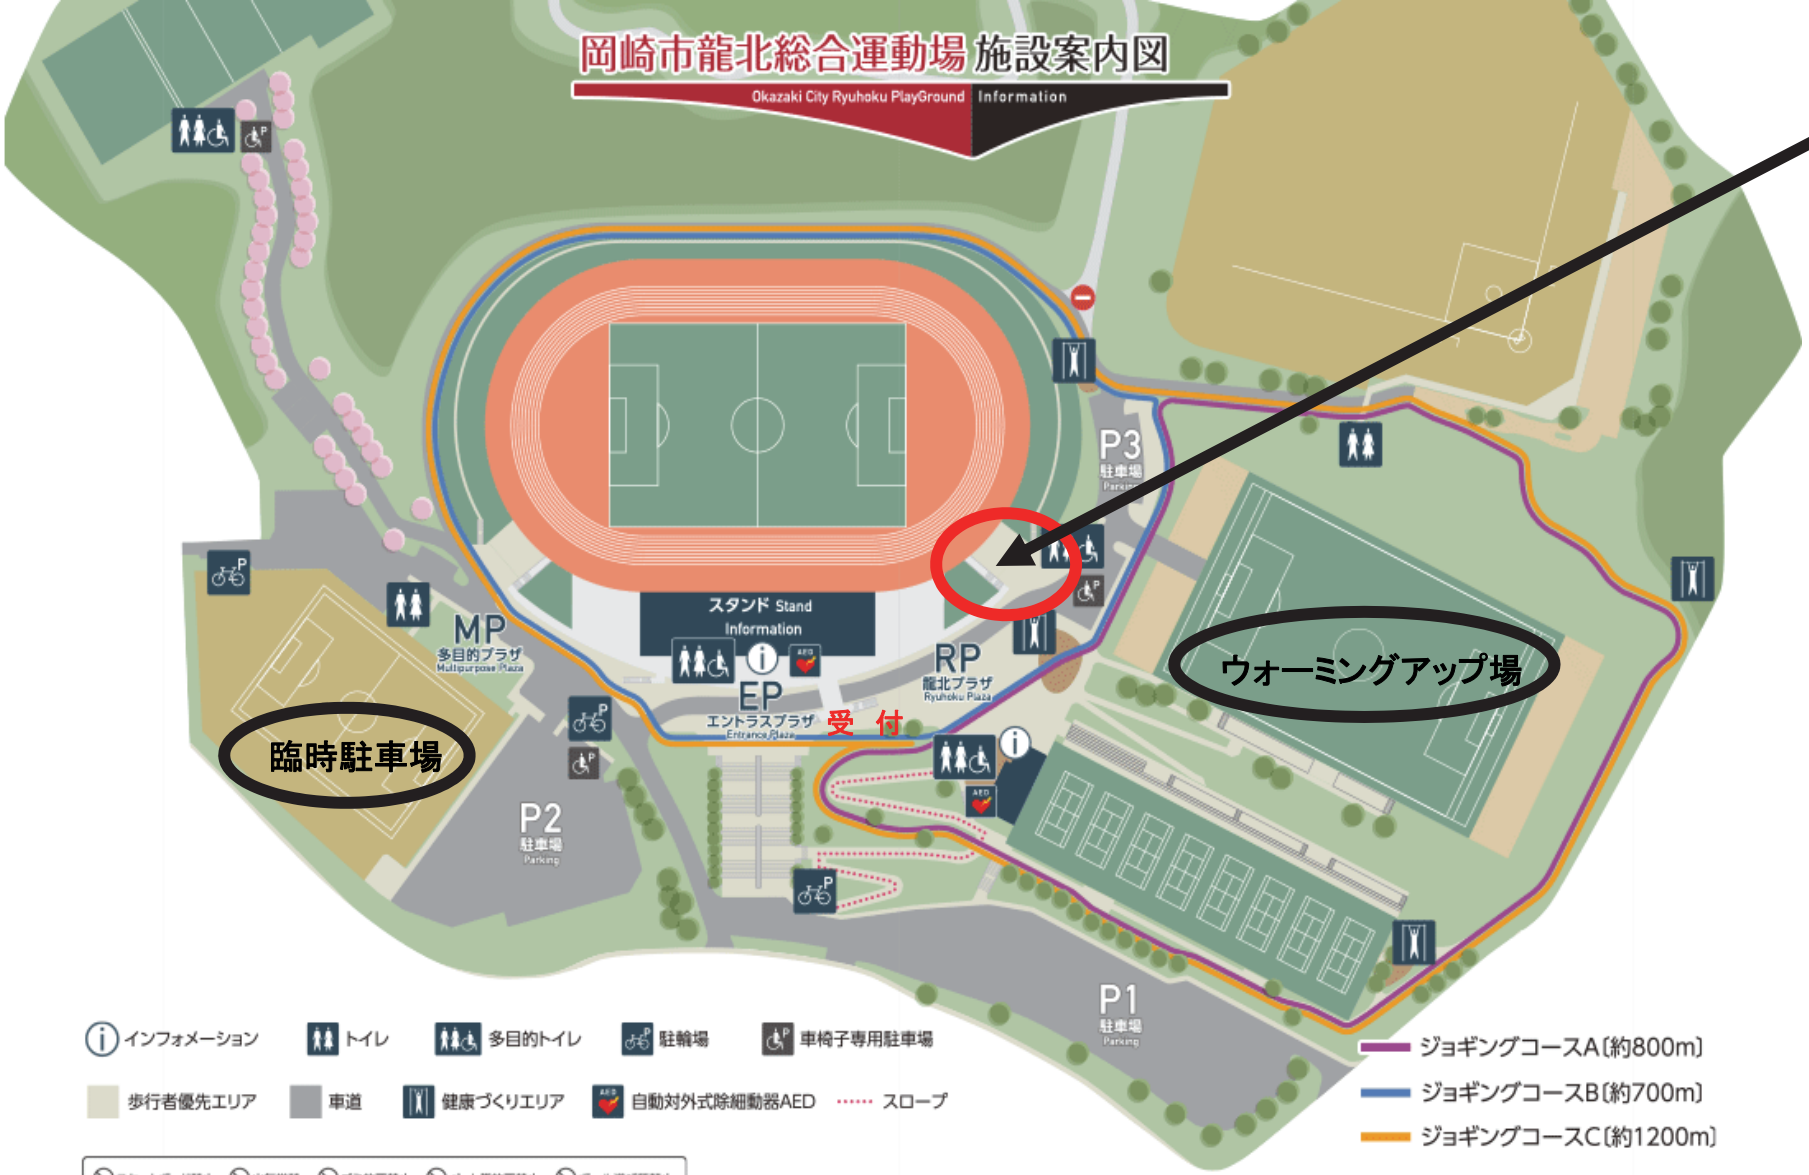 岡崎市龍北総合運動場 施設案内図
Okazaki City Ryuhoku PlayGround Information
P3
駐車場
Parking
スタンド Stand
Information
AED
MP
多目的プラザ
Multipurpose Plaza
EP
エントラスプラザ
Entrance Plaza
RP
龍北プラザ
Ryuhoku Plaza
受 付
ウォーミングアップ場
臨時駐車場
AED
P2
駐車場
Parking
P1
駐車場
Parking
インフォメーション
トイレ
多目的トイレ
駐輪場
車椅子専用駐車場
歩行者優先エリア
車道
健康づくりエリア
自動対外式除細動器AED
スロープ
ジョギングコースA〔約800m〕
ジョギングコースB〔約700m〕
ジョギングコースC〔約1200m〕